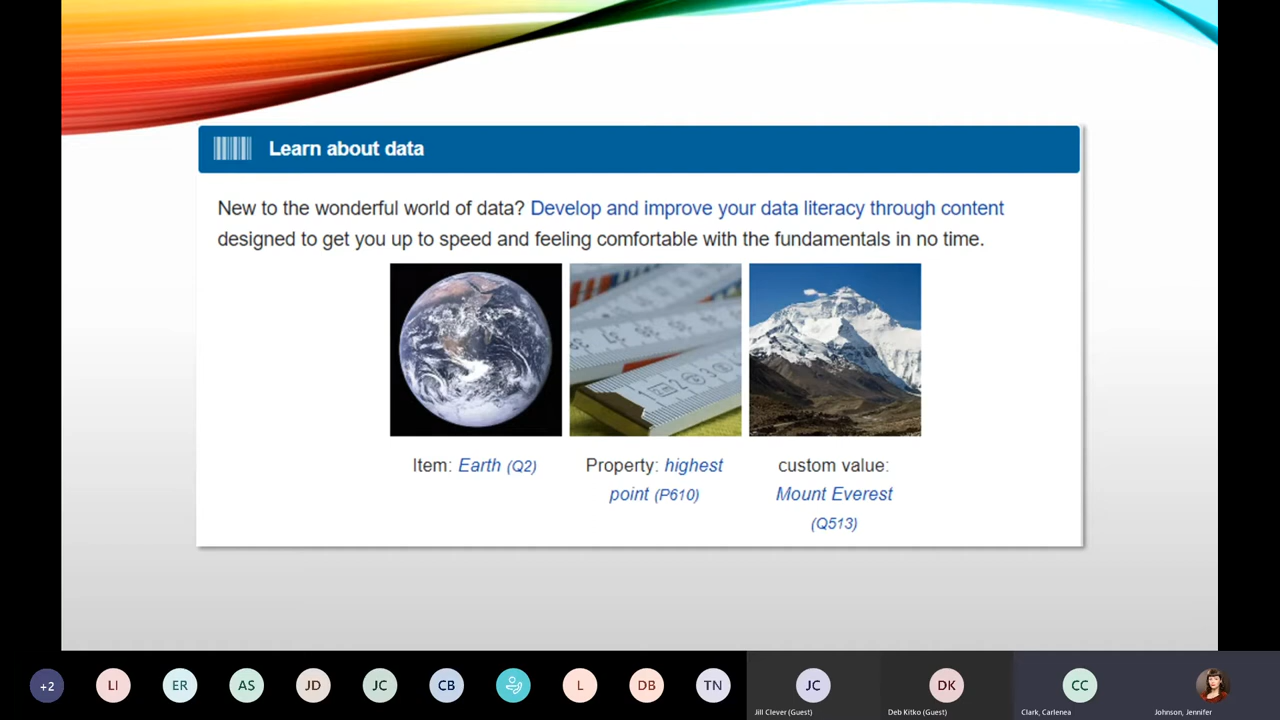 Learn about data
New to the wonderful world of data? Develop and improve your data literacy through content
designed to get you up to speed and feeling comfortable with the fundamentals in no time.
Item: Earth (Q2)
Property: highest
point (P610)
custom value:
Mount Everest
(Q513)
+2
LI
ER
AS
JD
JC
CB
L
DB
TN
JC
Jill Clever (Guest)
DK
Deb Kitko (Guest)
CC
Clark, Carlenea
Johnson, Jennifer